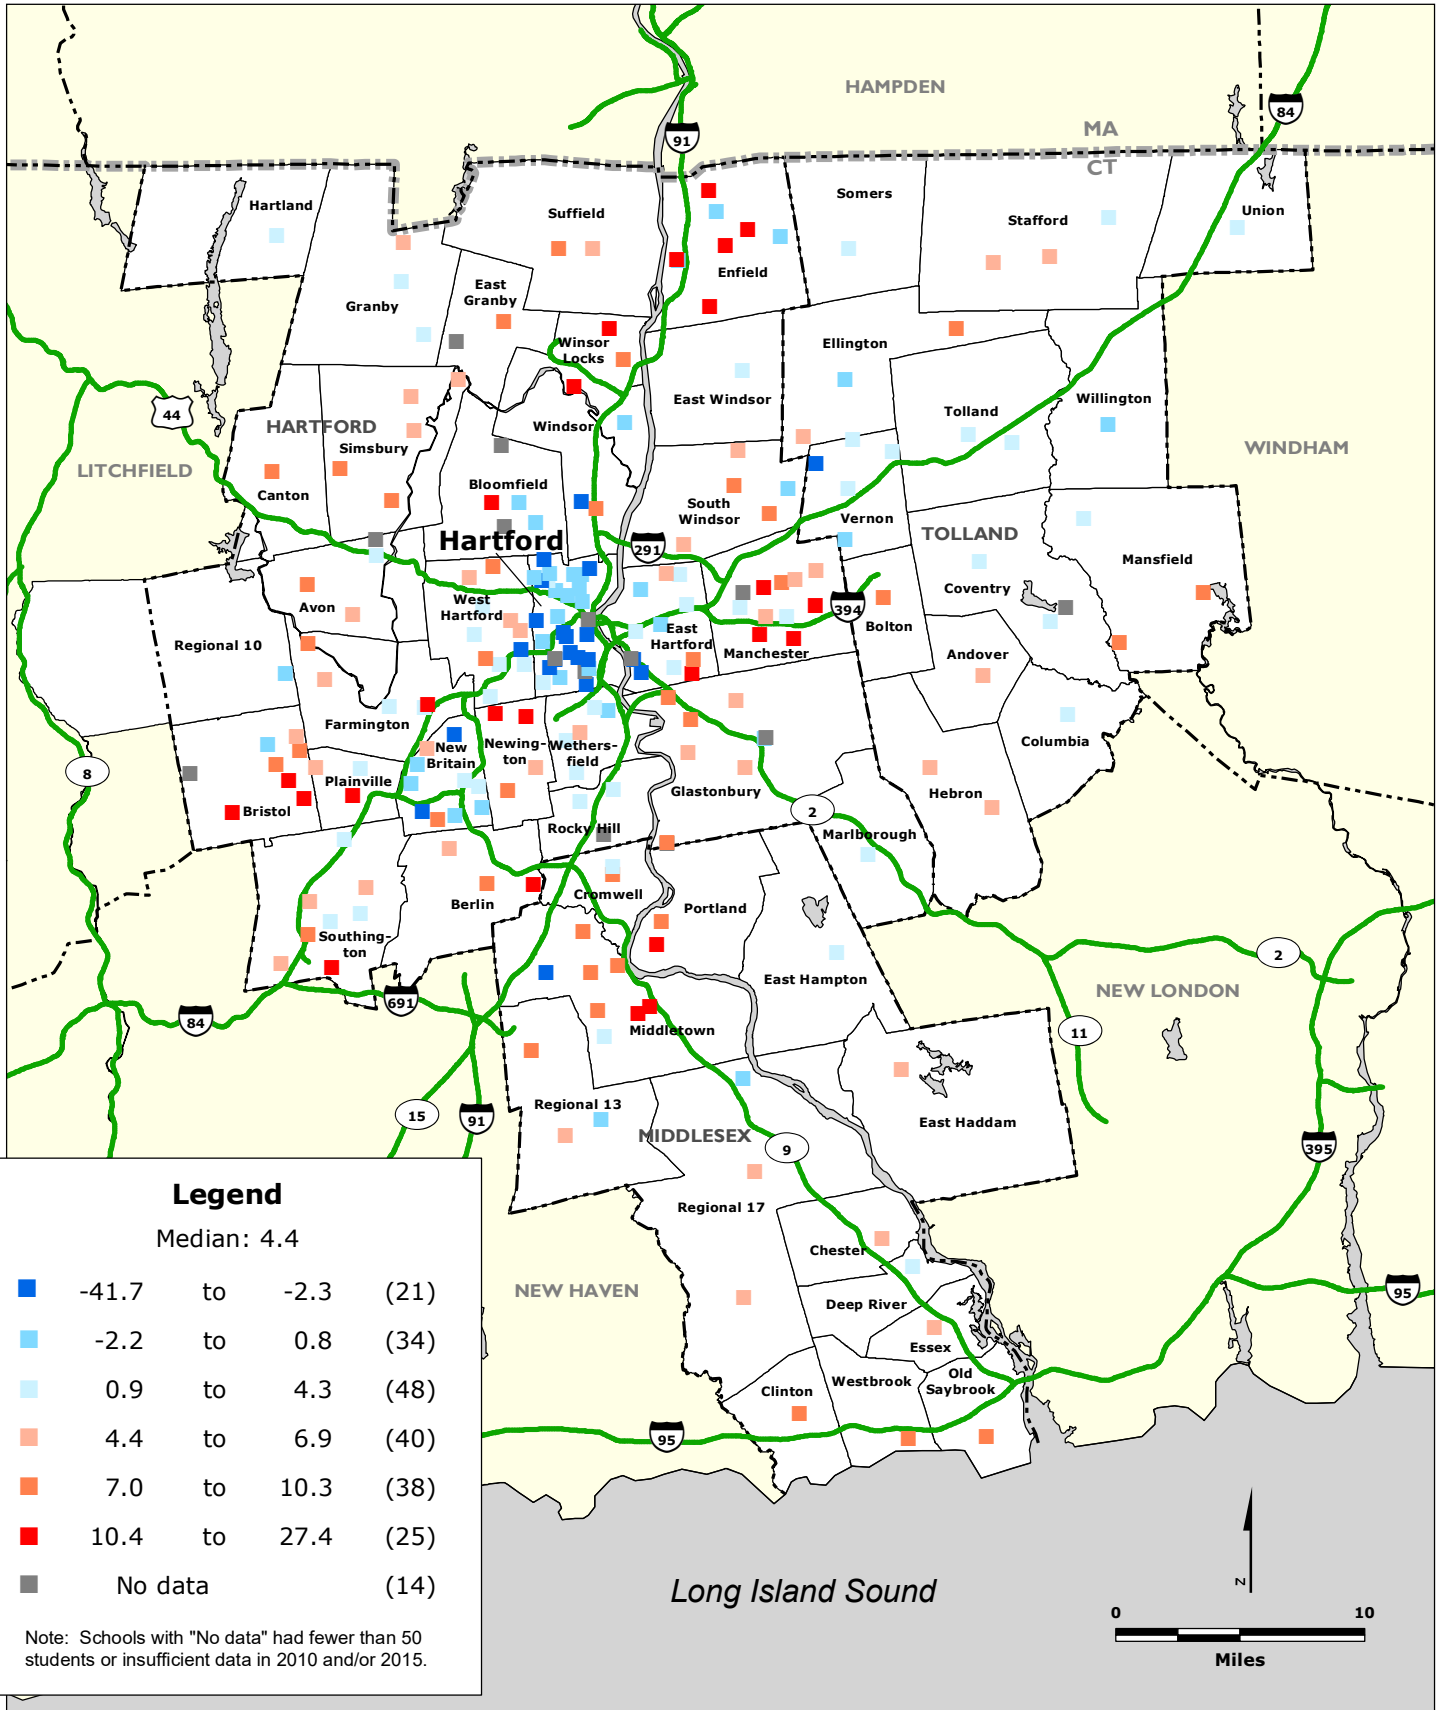 HAMPDEN
84
MA
91
CT
Somers
Hartland
Suffield
Stafford
Union
Enfield
East
Granby
Granby
Winsor
Locks
Ellington
44
HARTFORD
Simsbury
Windsor
East Windsor
Tolland
Willington
LITCHFIELD
WINDHAM
Canton
Bloomfield
South
Windsor
Vernon
Hartford
291
TOLLAND
Mansfield
Coventry
Avon
West
Hartford
394
Regional 10
East
Hartford
Manchester
Bolton
Andover
Farmington
Columbia
New
Britain
Newing-
ton
Wethers-
field
8
Plainville
Glastonbury
Hebron
Bristol
2
Rocky Hill
Marlborough
Cromwell
Berlin
Portland
Southing-
ton
2
East Hampton
691
NEW LONDON
84
Middletown
11
15
91
Regional 13
East Haddam
MIDDLESEX
9
395
Legend
Regional 17
Median: 4.4
Chester
NEW HAVEN
-41.7 to -2.3 (21)
95
Deep River
-2.2 to 0.8 (34)
Essex
0.9 to 4.3 (48)
Clinton
Westbrook
Old
Saybrook
4.4 to 6.9 (40)
95
7.0 to 10.3 (38)
10.4 to 27.4 (25)
No data (14)
Long Island Sound
N
0 10
Miles
Note: Schools with "No data" had fewer than 50
students or insufficient data in 2010 and/or 2015.